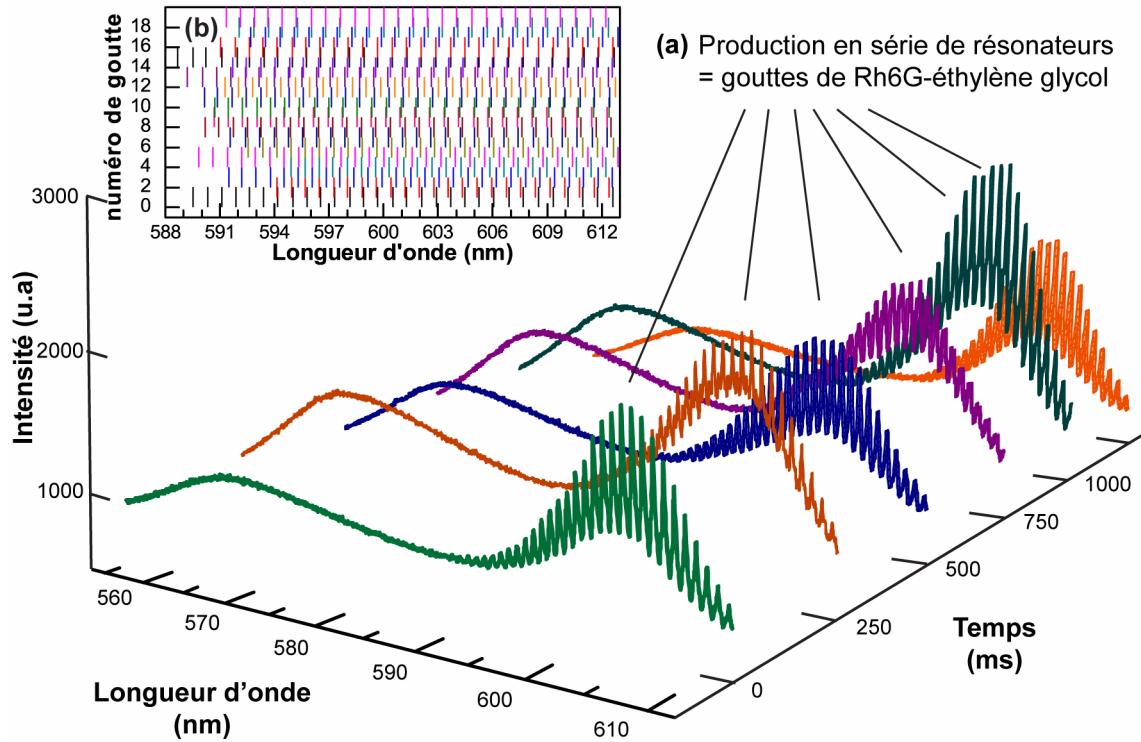 (b)
18
16
14
12
10
8
6
4
2
0
numéro de goutte
588 591 594 597 600 603 606 609 612
Longueur d'onde (nm)
(a) Production en série de résonateurs
= gouttes de Rh6G-éthylène glycol
3000
2000
1000
Intensité (u.a)
560 570 580 590 600 610
Longueur d’onde
(nm)
0 250 500 750 1000
Temps
(ms)